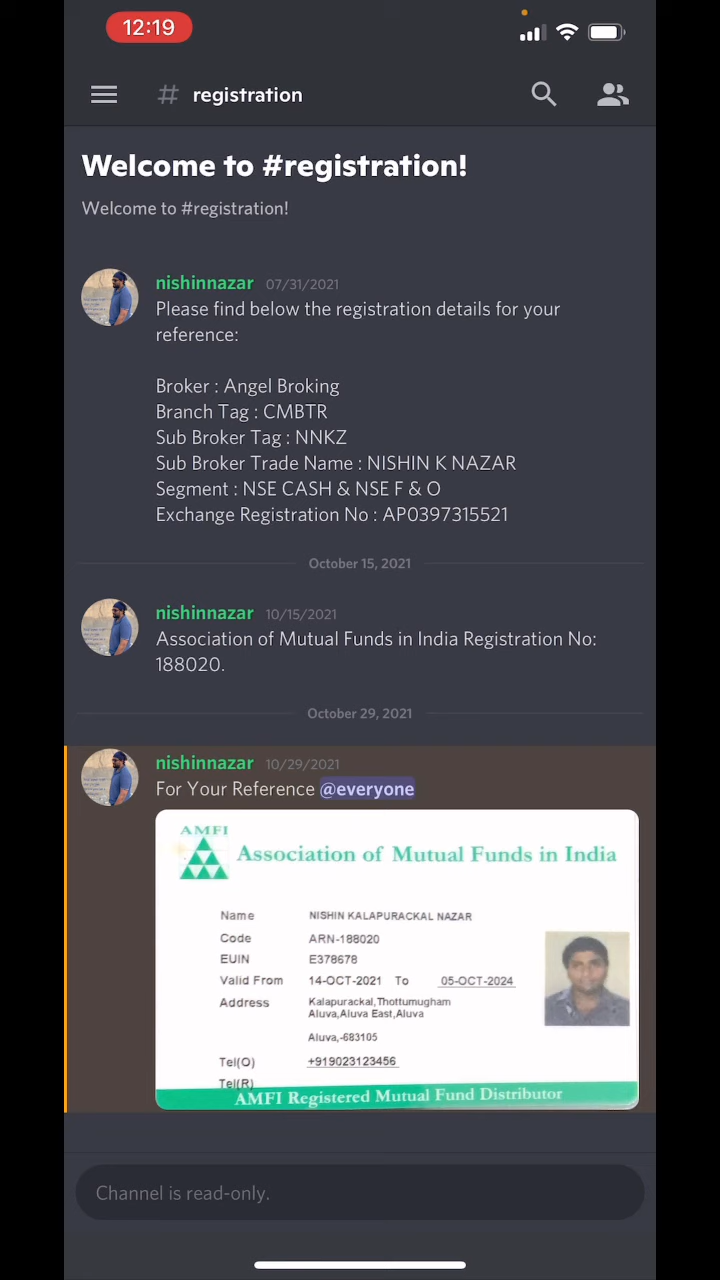 12:19
# registration
Welcome to #registration!
Welcome to #registration!
nishinnazar 07/31/2021
Please find below the registration details for your
reference:
Broker : Angel Broking
Branch Tag : CMBTR
Sub Broker Tag : NNKZ
Sub Broker Trade Name : NISHIN K NAZAR
Segment : NSE CASH & NSE F & O
Exchange Registration No : AP0397315521
October 15, 2021
nishinnazar 10/15/2021
Association of Mutual Funds in India Registration No:
188020.
October 29, 2021
nishinnazar 10/29/2021
For Your Reference @everyone
AMFI
Association of Mutual Funds in India
Name NISHIN KALAPURACKAL NAZAR
Code ARN-188020
EUIN E378678
Valid From 14-OCT-2021 To 05-OCT-2024
Address Kalapurackal,Thottumugham
Aluva,Aluva East,Aluva
Aluva,-683105
Tel(O) +919023123456
Tel(R)
AMFI Registered Mutual Fund Distributor
Channel is read-only.